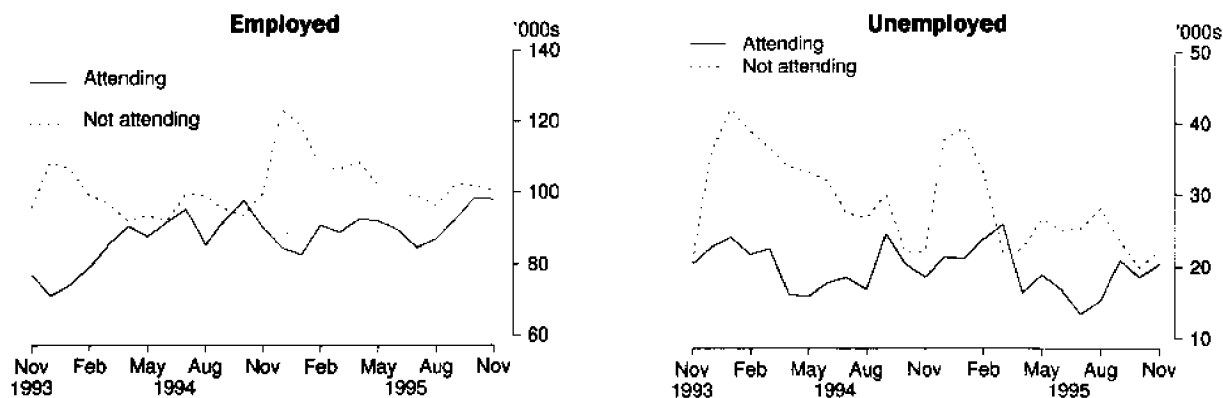 Employed
'000s
140
Attending
120
Not attending
100
80
60
Nov Feb May Aug Nov Feb May Aug Nov
1993 1994 1995
Unemployed
'000s
Attending
50
Not attending
40
30
20
10
Nov Feb May Aug Nov Feb May Aug Nov
1993 1994 1995